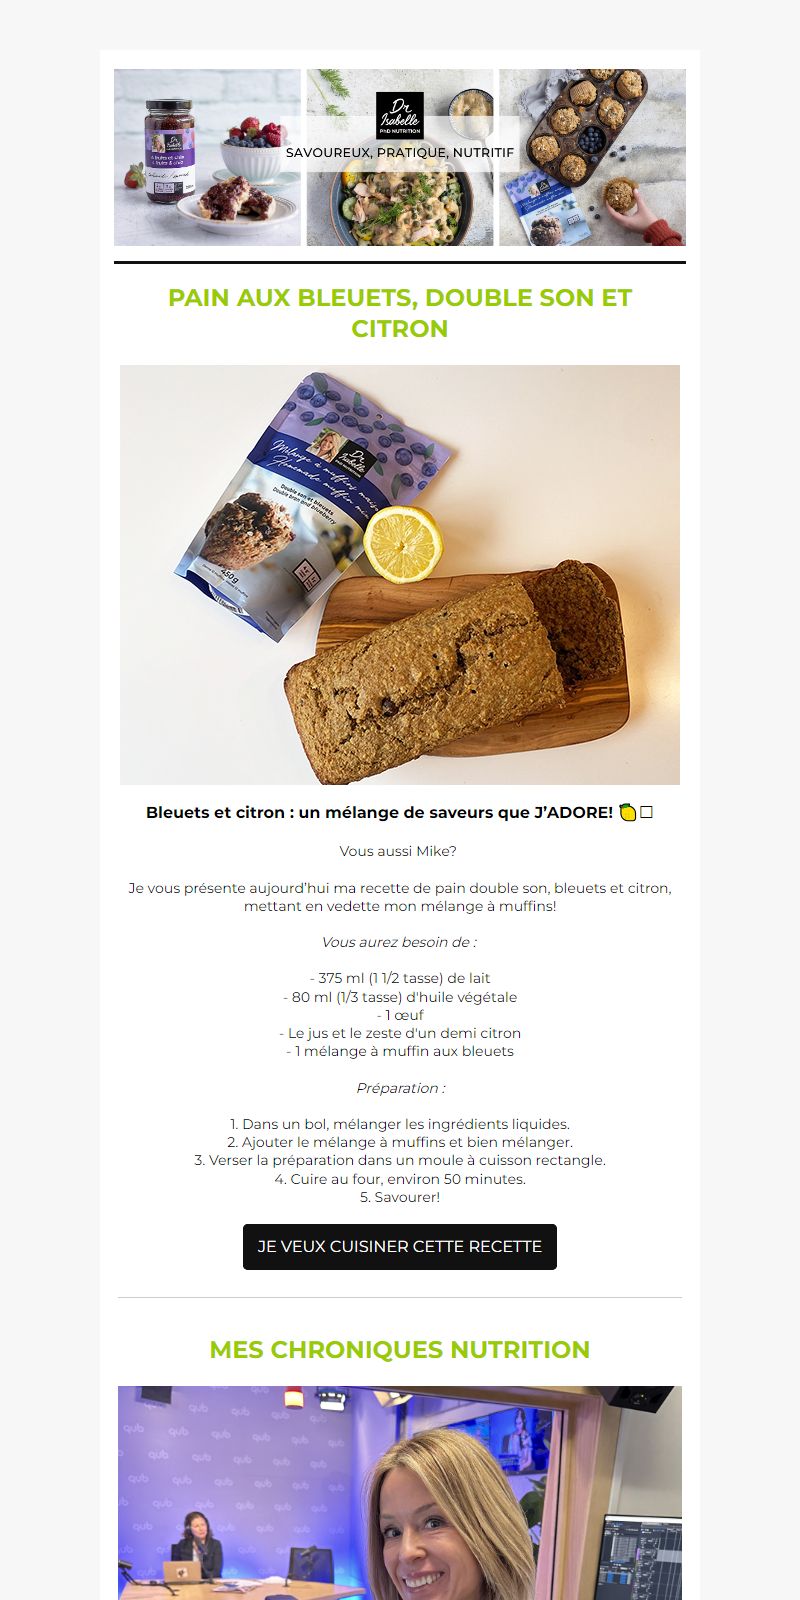 Dr
Isabelle
PhD NUTRITION
SAVOUREUX, PRATIQUE, NUTRITIF
PAIN AUX BLEUETS, DOUBLE SON ET
CITRON
Dr
Isabelle
PhD NUTRITION
Mélange à muffins maison
Homemade muffin mix
Double son et bleuets
Double bran and blueberry
450g
Bleuets et citron : un mélange de saveurs que J’ADORE! 🍋□
Vous aussi Mike?
Je vous présente aujourd’hui ma recette de pain double son, bleuets et citron,
mettant en vedette mon mélange à muffins!
Vous aurez besoin de :
- 375 ml (1 1/2 tasse) de lait
- 80 ml (1/3 tasse) d'huile végétale
- 1 œuf
- Le jus et le zeste d'un demi citron
- 1 mélange à muffin aux bleuets
Préparation :
1. Dans un bol, mélanger les ingrédients liquides.
2. Ajouter le mélange à muffins et bien mélanger.
3. Verser la préparation dans un moule à cuisson rectangle.
4. Cuire au four, environ 50 minutes.
5. Savourer!
JE VEUX CUISINER CETTE RECETTE
MES CHRONIQUES NUTRITION
qub